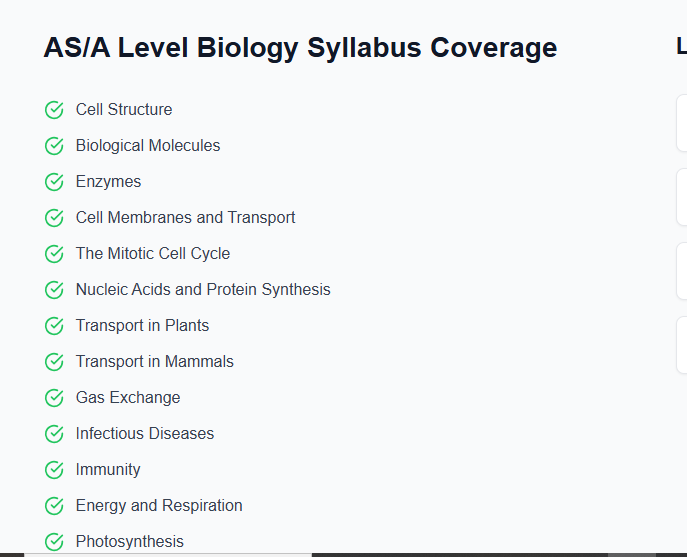 AS/A Level Biology Syllabus Coverage
L
Cell Structure
Biological Molecules
Enzymes
Cell Membranes and Transport
The Mitotic Cell Cycle
Nucleic Acids and Protein Synthesis
Transport in Plants
Transport in Mammals
Gas Exchange
Infectious Diseases
Immunity
Energy and Respiration
Photosynthesis